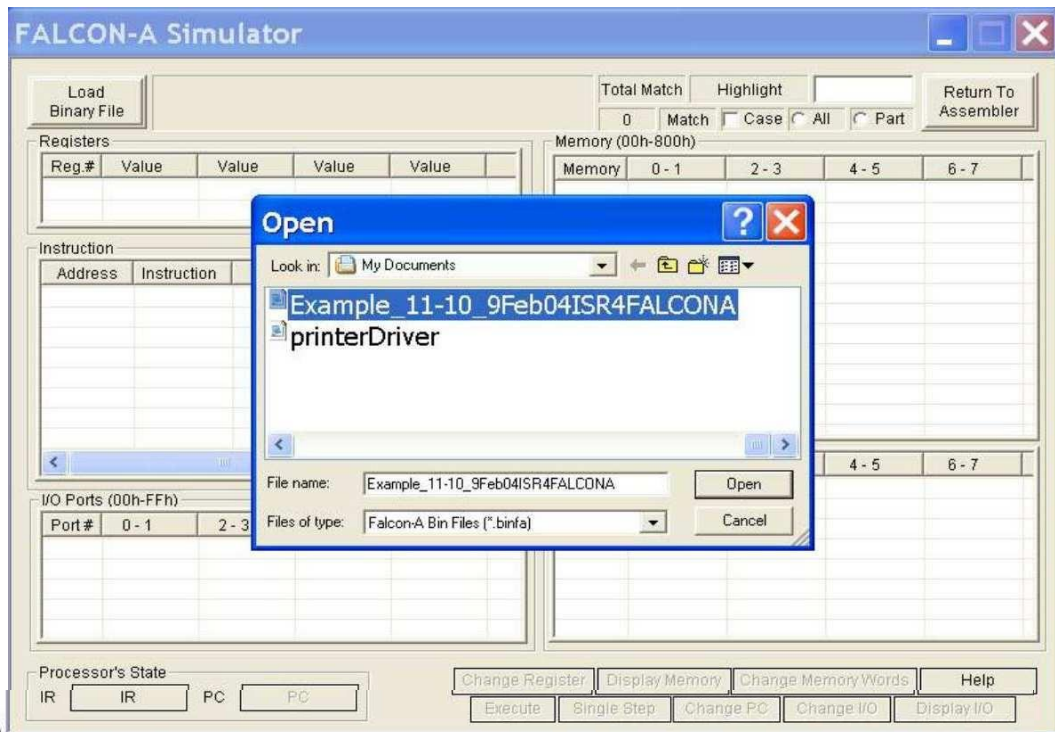 FALCON-A Simulator
Load Binary File
Total Match Highlight
0 Match Case All Part
Return To Assembler
Registers
Reg.# Value Value Value Value
Memory (00h-800h)
Memory 0 - 1 2 - 3 4 - 5 6 - 7
Open
Look in: My Documents
Example_11-10_9Feb04ISR4FALCONA
printerDriver
File name: Example_11-10_9Feb04ISR4FALCONA
Open
Files of type: Falcon-A Bin Files (*.binfa)
Cancel
Instruction
Address Instruction
4 - 5 6 - 7
I/O Ports (00h-FFh)
Port # 0 - 1 2 - 3
Processor's State
IR IR PC PC
Change Register Display Memory Change Memory Words Help
Execute Single Step Change PC Change I/O Display I/O